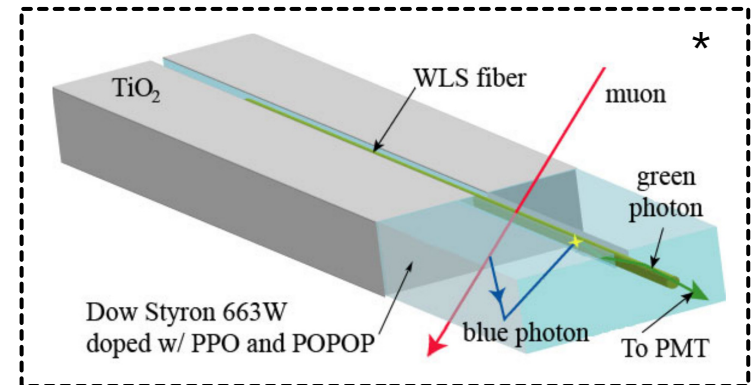 *
TiO₂
WLS fiber
muon
green
photon
Dow Styron 663W
doped w/ PPO and POPOP
blue photon
To PMT